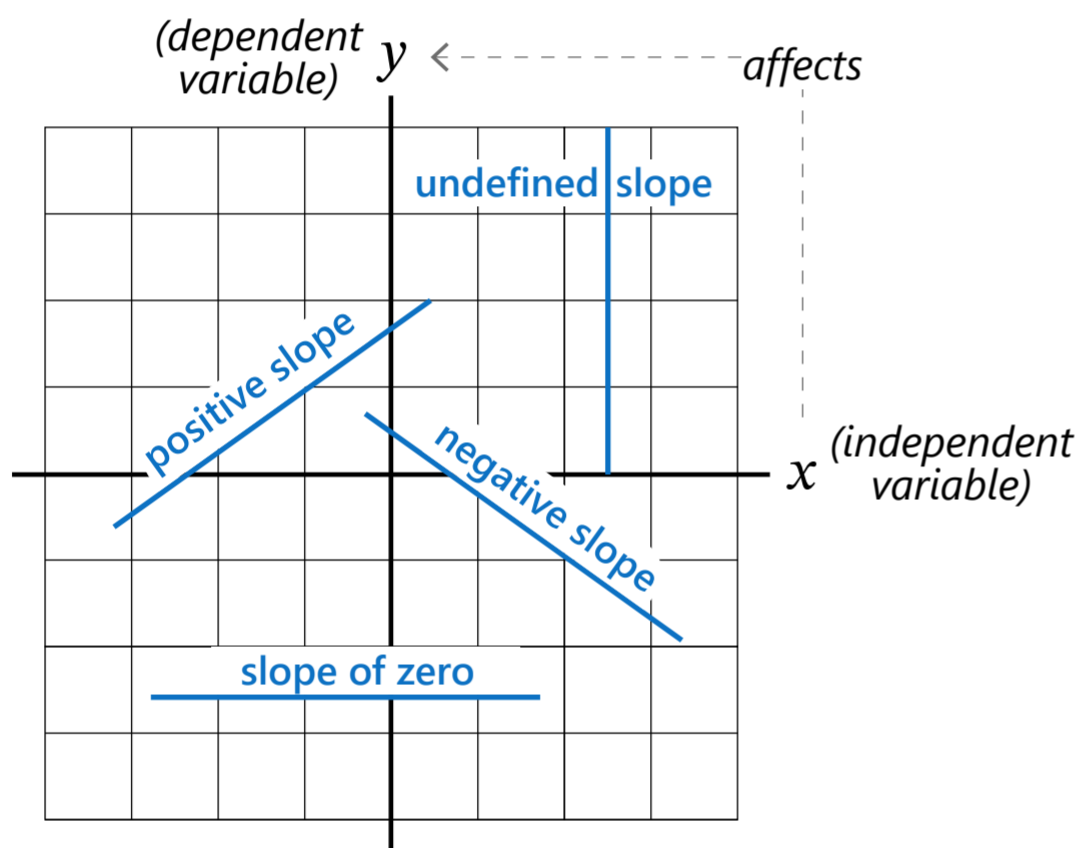 (dependent
variable)
y
affects
undefined slope
positive slope
negative slope
x
(independent
variable)
slope of zero